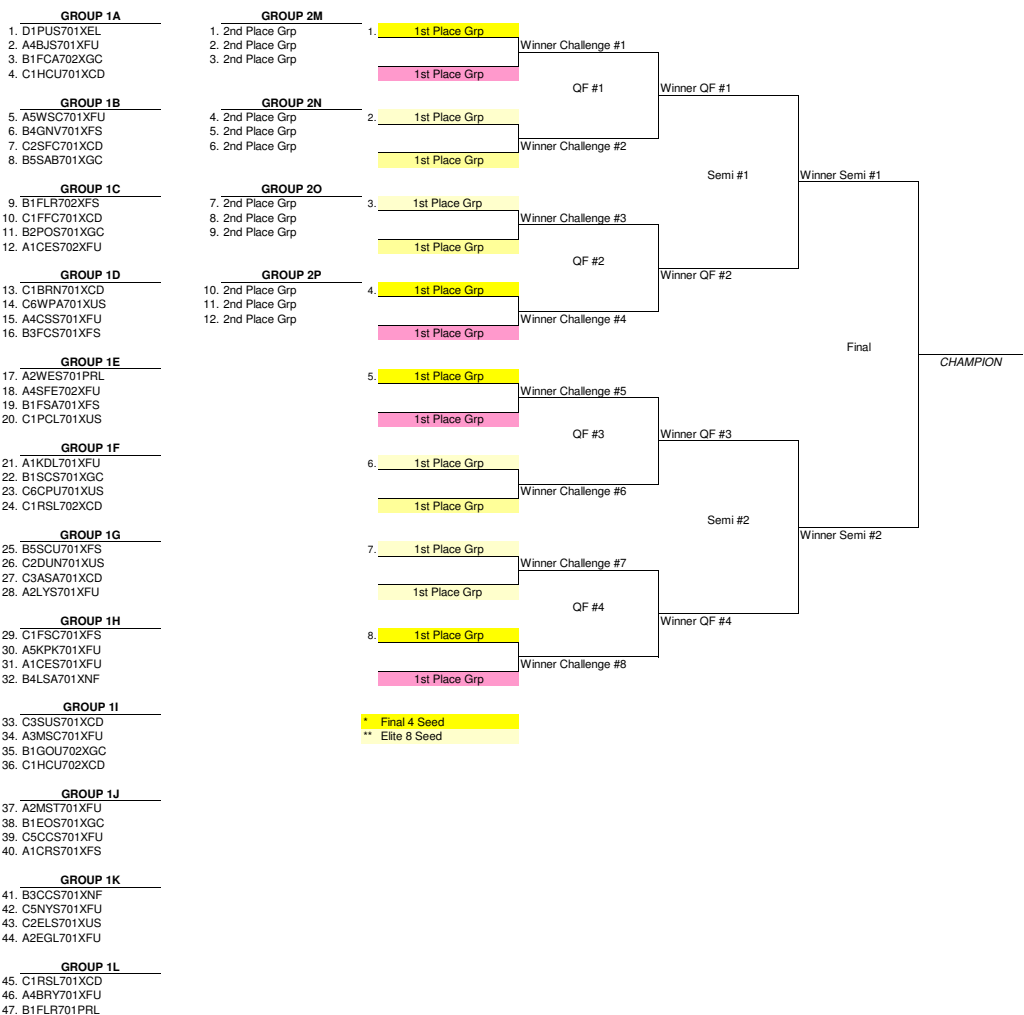 GROUP 1A
1. D1PUS701XEL
2. A4BJS701XFU
3. B1FCA702XGC
4. C1HCU701XCD
GROUP 1B
5. A5WSC701XFU
6. B4GNV701XFS
7. C2SFC701XCD
8. B5SAB701XGC
GROUP 1C
9. B1FLR702XFS
10. C1FFC701XCD
11. B2POS701XGC
12. A1CES702XFU
GROUP 1D
13. C1BRN701XCD
14. C6WPA701XUS
15. A4CSS701XFU
16. B3FCS701XFS
GROUP 1E
17. A2WES701PRL
18. A4SFE702XFU
19. B1FSA701XFS
20. C1PCL701XUS
GROUP 1F
21. A1KDL701XFU
22. B1SCS701XGC
23. C6CPU701XUS
24. C1RSL702XCD
GROUP 1G
25. B5SCU701XFS
26. C2DUN701XUS
27. C3ASA701XCD
28. A2LYS701XFU
GROUP 1H
29. C1FSC701XFS
30. A5KPK701XFU
31. A1CES701XFU
32. B4LSA701XNF
GROUP 1I
33. C3SUS701XCD
34. A3MSC701XFU
35. B1GOU702XGC
36. C1HCU702XCD
GROUP 1J
37. A2MST701XFU
38. B1EOS701XGC
39. C5CCS701XFU
40. A1CRS701XFS
GROUP 1K
41. B3CCS701XNF
42. C5NYS701XFU
43. C2ELS701XUS
44. A2EGL701XFU
GROUP 1L
45. C1RSL701XCD
46. A4BRY701XFU
47. B1FLR701PRL
GROUP 2M
1. 2nd Place Grp
2. 2nd Place Grp
3. 2nd Place Grp
GROUP 2N
4. 2nd Place Grp
5. 2nd Place Grp
6. 2nd Place Grp
GROUP 2O
7. 2nd Place Grp
8. 2nd Place Grp
9. 2nd Place Grp
GROUP 2P
10. 2nd Place Grp
11. 2nd Place Grp
12. 2nd Place Grp
1. 1st Place Grp
1st Place Grp
2. 1st Place Grp
1st Place Grp
3. 1st Place Grp
1st Place Grp
4. 1st Place Grp
1st Place Grp
5. 1st Place Grp
1st Place Grp
6. 1st Place Grp
1st Place Grp
7. 1st Place Grp
1st Place Grp
8. 1st Place Grp
1st Place Grp
* Final 4 Seed
** Elite 8 Seed
Winner Challenge #1
QF #1
Winner Challenge #2
Winner Challenge #3
QF #2
Winner Challenge #4
Winner Challenge #5
QF #3
Winner Challenge #6
Winner Challenge #7
QF #4
Winner Challenge #8
Winner QF #1
Semi #1
Winner QF #2
Winner QF #3
Semi #2
Winner QF #4
Winner Semi #1
Final
Winner Semi #2
CHAMPION